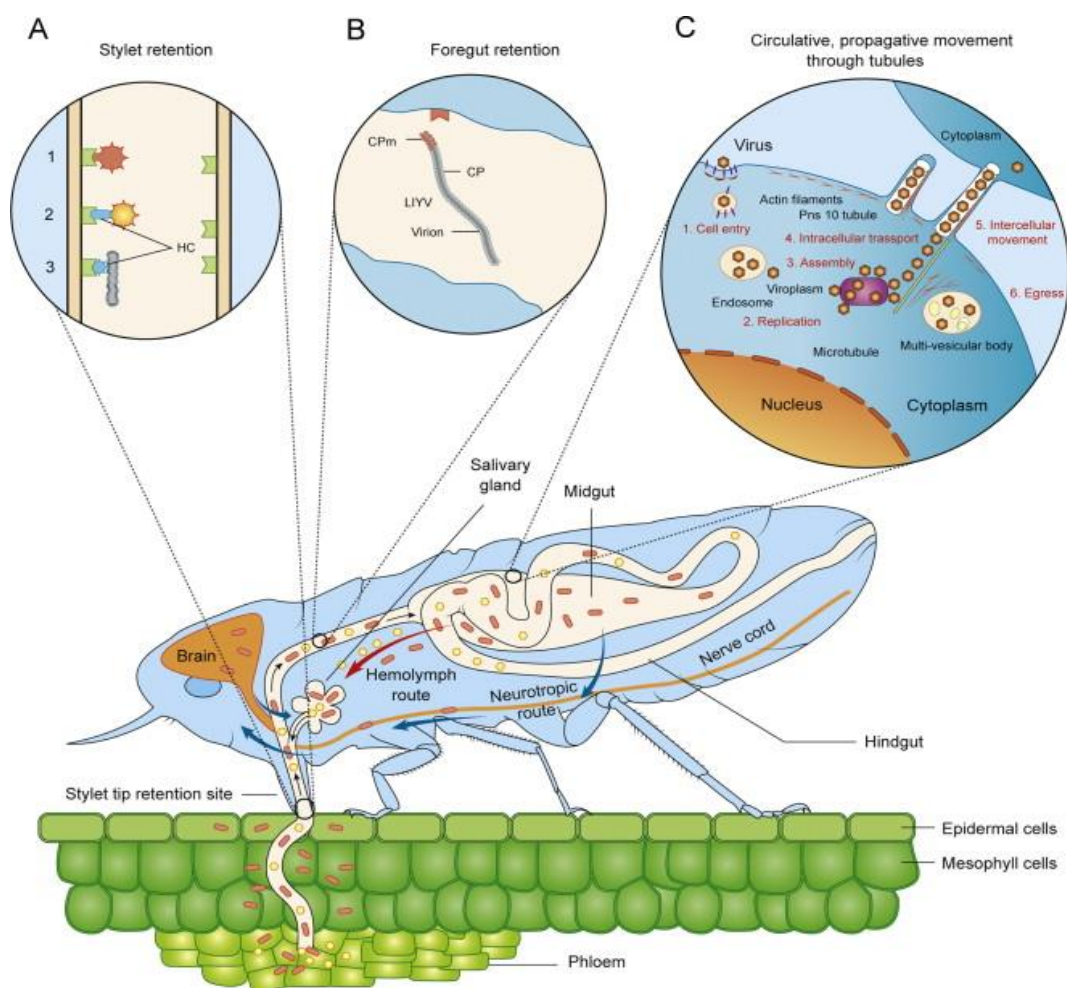 A
Stylet retention
1
2
3
HC
B
Foregut retention
CPm
CP
LIYV
Virion
C
Circulative, propagative movement
through tubules
Cytoplasm
Virus
Actin filaments
Pns 10 tubule
1. Cell entry
4. Intracellular transport
5. Intercellular
movement
3. Assembly
Viroplasm
Endosome
6. Egress
2. Replication
Multi-vesicular body
Microtubule
Nucleus
Cytoplasm
Salivary
gland
Midgut
Brain
Hemolymph
route
Neurotropic
route
Nerve cord
Hindgut
Stylet tip retention site
Epidermal cells
Mesophyll cells
Phloem